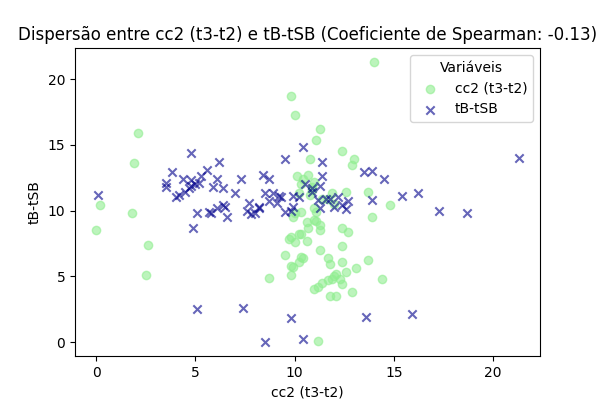 Dispersão entre cc2 (t3-t2) e tB-tSB (Coeficiente de Spearman: -0.13)
Variáveis
cc2 (t3-t2)
tB-tSB
tB-tSB
20
15
10
5
0
0 5 10 15 20
cc2 (t3-t2)